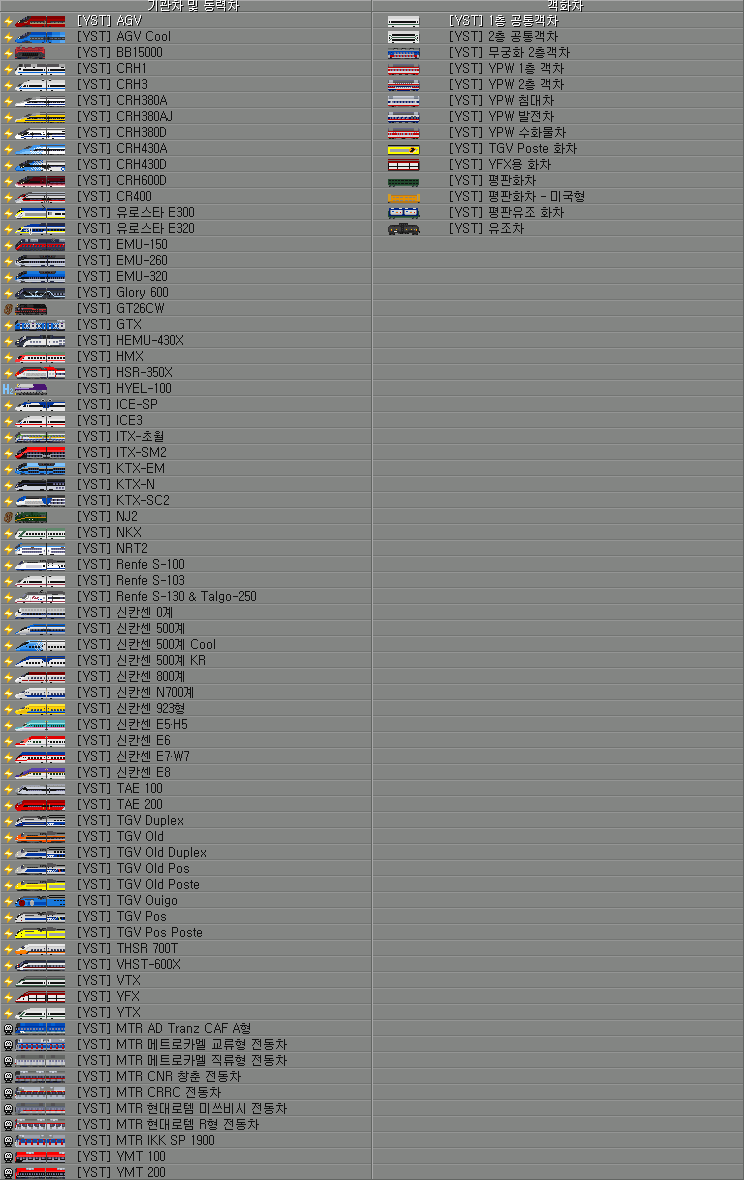 기관차 및 동력차
[YST] AGV
[YST] AGV Cool
[YST] BB15000
[YST] CRH1
[YST] CRH3
[YST] CRH380A
[YST] CRH380AJ
[YST] CRH380D
[YST] CRH430A
[YST] CRH430D
[YST] CRH600D
[YST] CR400
[YST] 유로스타 E300
[YST] 유로스타 E320
[YST] EMU-150
[YST] EMU-260
[YST] EMU-320
[YST] Glory 600
[YST] GT26CW
[YST] GTX
[YST] HEMU-430X
[YST] HMX
[YST] HSR-350X
H₂ [YST] HYEL-100
[YST] ICE-SP
[YST] ICE3
[YST] ITX-초월
[YST] ITX-SM2
[YST] KTX-EM
[YST] KTX-N
[YST] KTX-SC2
[YST] NJ2
[YST] NKX
[YST] NRT2
[YST] Renfe S-100
[YST] Renfe S-103
[YST] Renfe S-130 & Talgo-250
[YST] 신칸센 0계
[YST] 신칸센 500계
[YST] 신칸센 500계 Cool
[YST] 신칸센 500계 KR
[YST] 신칸센 800계
[YST] 신칸센 N700계
[YST] 신칸센 923형
[YST] 신칸센 E5·H5
[YST] 신칸센 E6
[YST] 신칸센 E7·W7
[YST] 신칸센 E8
[YST] TAE 100
[YST] TAE 200
[YST] TGV Duplex
[YST] TGV Old
[YST] TGV Old Duplex
[YST] TGV Old Pos
[YST] TGV Old Poste
[YST] TGV Ouigo
[YST] TGV Pos
[YST] TGV Pos Poste
[YST] THSR 700T
[YST] VHST-600X
[YST] VTX
[YST] YFX
[YST] YTX
[YST] MTR AD Tranz CAF A형
[YST] MTR 메트로카멜 교류형 전동차
[YST] MTR 메트로카멜 직류형 전동차
[YST] MTR CNR 창춘 전동차
[YST] MTR CRRC 전동차
[YST] MTR 현대로템 미쓰비시 전동차
[YST] MTR 현대로템 R형 전동차
[YST] MTR IKK SP 1900
[YST] YMT 100
[YST] YMT 200
객화차
[YST] 1층 공통객차
[YST] 2층 공통객차
[YST] 무궁화 2층객차
[YST] YPW 1층 객차
[YST] YPW 2층 객차
[YST] YPW 침대차
[YST] YPW 발전차
[YST] YPW 수화물차
[YST] TGV Poste 화차
[YST] YFX용 화차
[YST] 평판화차
[YST] 평판화차 - 미국형
[YST] 평판유조 화차
[YST] 유조차